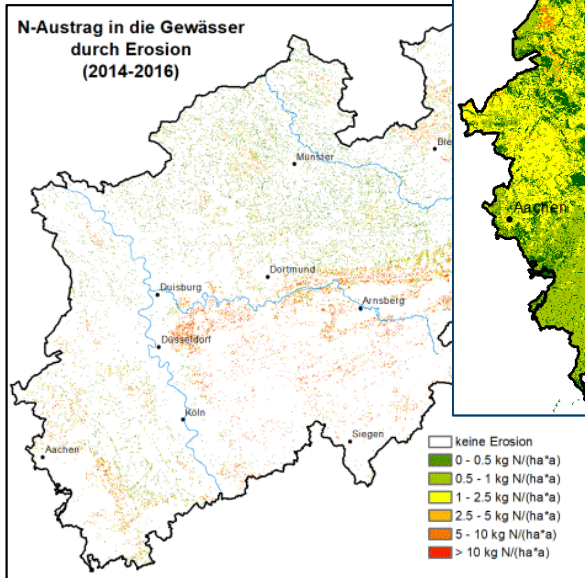 N-Austrag in die Gewässer
durch Erosion
(2014-2016)
Münster
Dortmund
Duisburg
Arnsberg
Düsseldorf
Köln
Aachen
Siegen
Aachen
keine Erosion
0 - 0.5 kg N/(ha*a)
0.5 - 1 kg N/(ha*a)
1 - 2.5 kg N/(ha*a)
2.5 - 5 kg N/(ha*a)
5 - 10 kg N/(ha*a)
> 10 kg N/(ha*a)